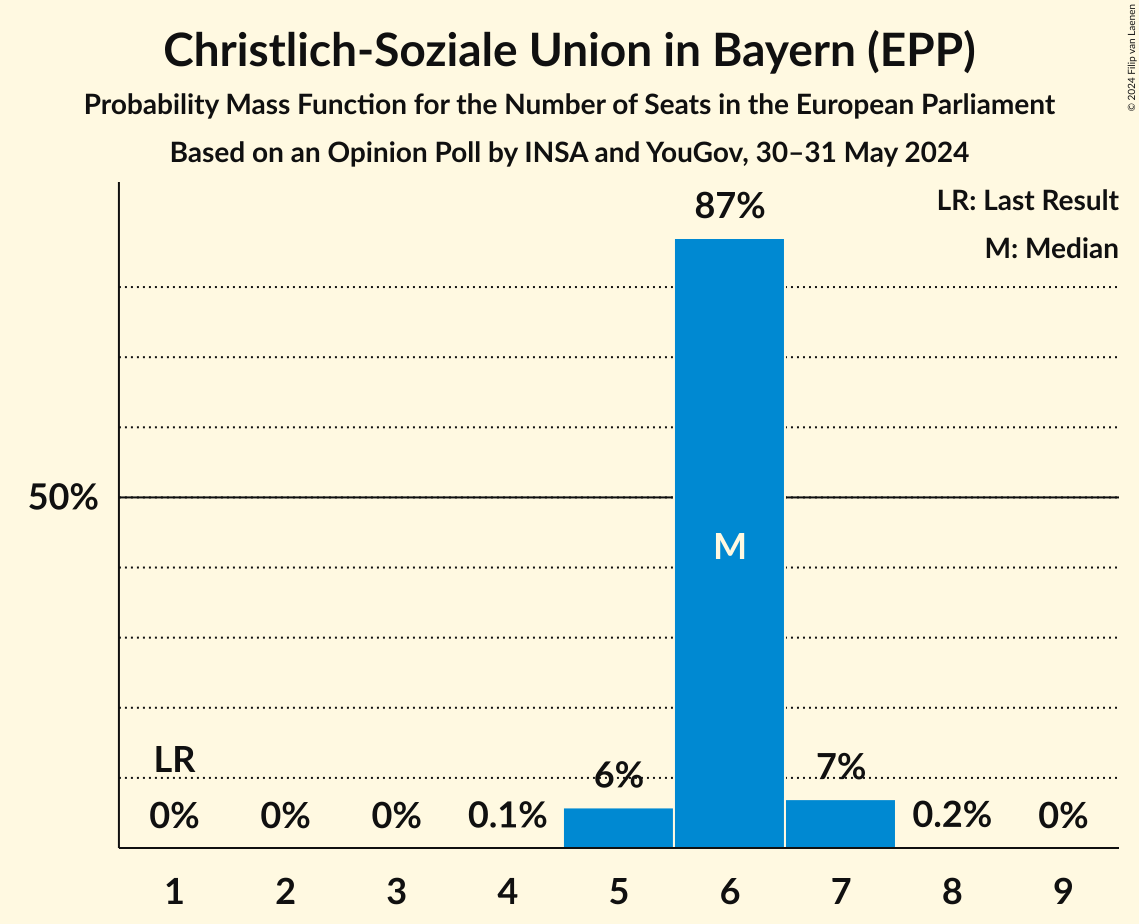 Christlich-Soziale Union in Bayern (EPP)
Probability Mass Function for the Number of Seats in the European Parliament
Based on an Opinion Poll by INSA and YouGov, 30–31 May 2024
© 2024 Filip van Laenen
LR: Last Result
M: Median
87%
50%
M
LR
0%
0%
0%
0.1%
6%
7%
0.2%
0%
1 2 3 4 5 6 7 8 9